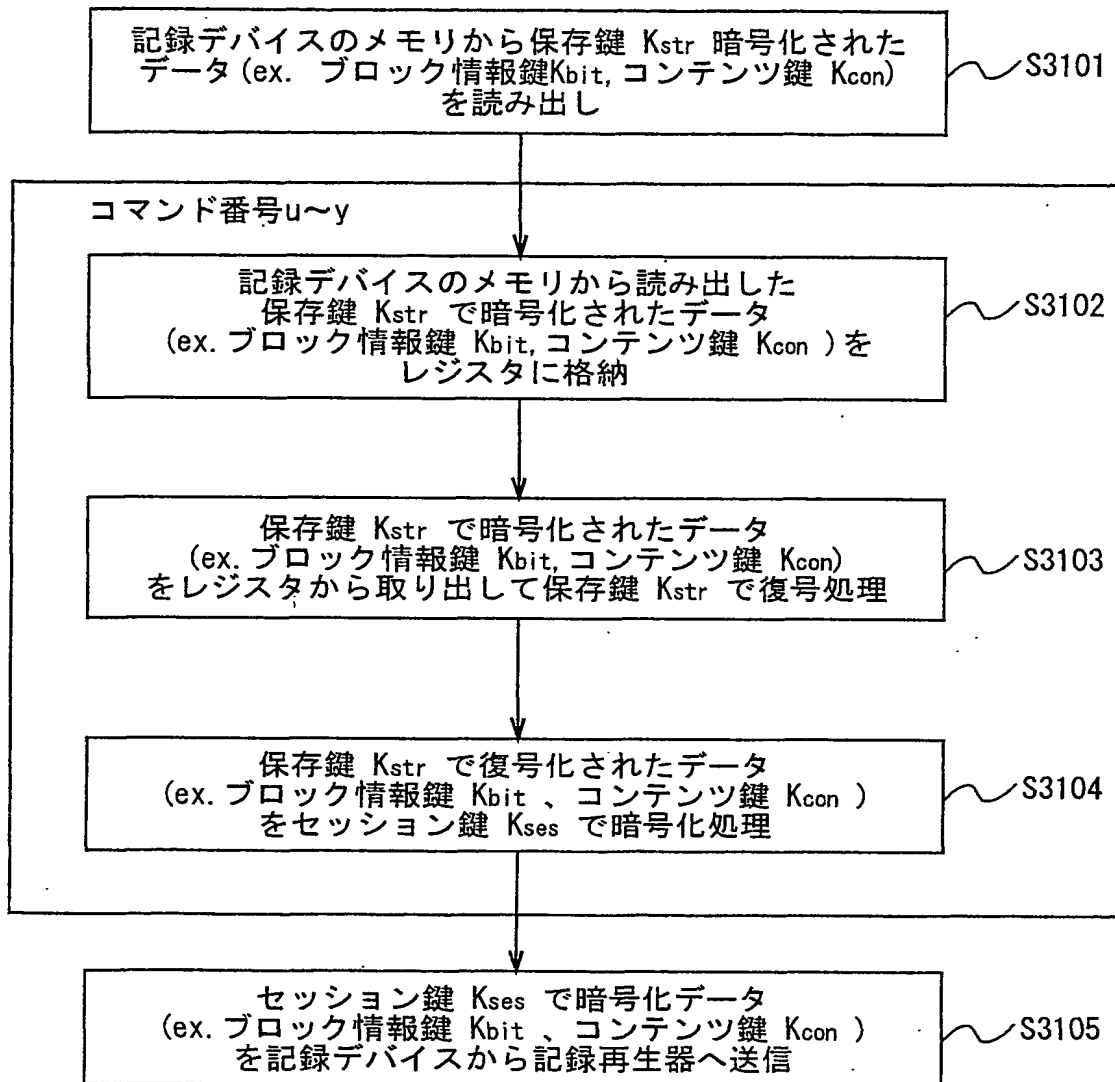 記録デバイスのメモリから保存鍵 Kstr 暗号化された
データ(ex. ブロック情報鍵Kbit,コンテンツ鍵 Kcon)
を読み出し
S3101
コマンド番号u～y
記録デバイスのメモリから読み出した
保存鍵 Kstr で暗号化されたデータ
(ex.ブロック情報鍵 Kbit,コンテンツ鍵 Kcon )を
レジスタに格納
S3102
保存鍵 Kstr で暗号化されたデータ
(ex.ブロック情報鍵 Kbit,コンテンツ鍵 Kcon)
をレジスタから取り出して保存鍵 Kstr で復号処理
S3103
保存鍵 Kstr で復号化されたデータ
(ex.ブロック情報鍵 Kbit 、コンテンツ鍵 Kcon )
をセッション鍵 Kses で暗号化処理
S3104
セッション鍵 Kses で暗号化データ
(ex.ブロック情報鍵 Kbit 、コンテンツ鍵 Kcon )
を記録デバイスから記録再生器へ送信
S3105